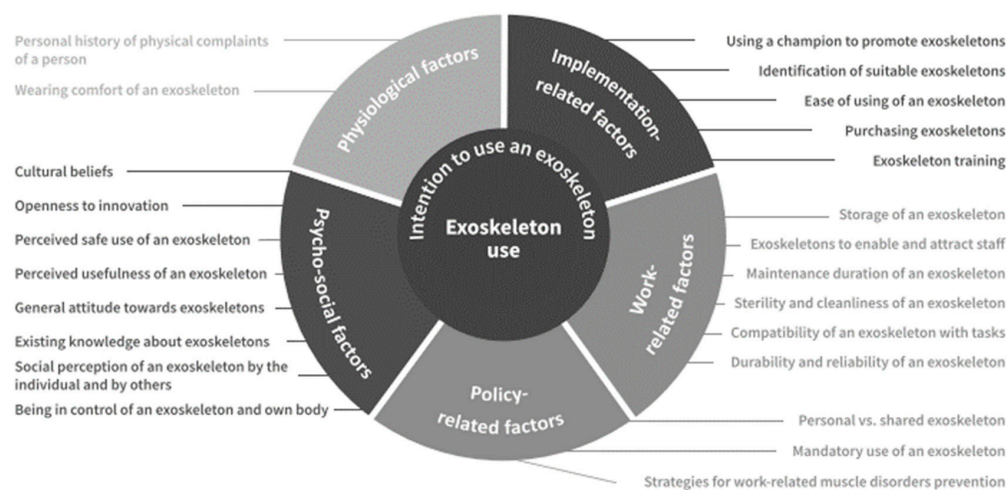 Personal history of physical complaints
of a person
Wearing comfort of an exoskeleton
Cultural beliefs
Openness to innovation
Perceived safe use of an exoskeleton
Perceived usefulness of an exoskeleton
General attitude towards exoskeletons
Existing knowledge about exoskeletons
Social perception of an exoskeleton by the
individual and by others
Being in control of an exoskeleton and own body
Physiological factors
Implementation-
related factors
Psycho-social factors
Intention to use an exoskeleton
Exoskeleton
use
Work-
related factors
Policy-
related factors
Using a champion to promote exoskeletons
Identification of suitable exoskeletons
Ease of using of an exoskeleton
Purchasing exoskeletons
Exoskeleton training
Storage of an exoskeleton
Exoskeletons to enable and attract staff
Maintenance duration of an exoskeleton
Sterility and cleanliness of an exoskeleton
Compatibility of an exoskeleton with tasks
Durability and reliability of an exoskeleton
Personal vs. shared exoskeleton
Mandatory use of an exoskeleton
Strategies for work-related muscle disorders prevention